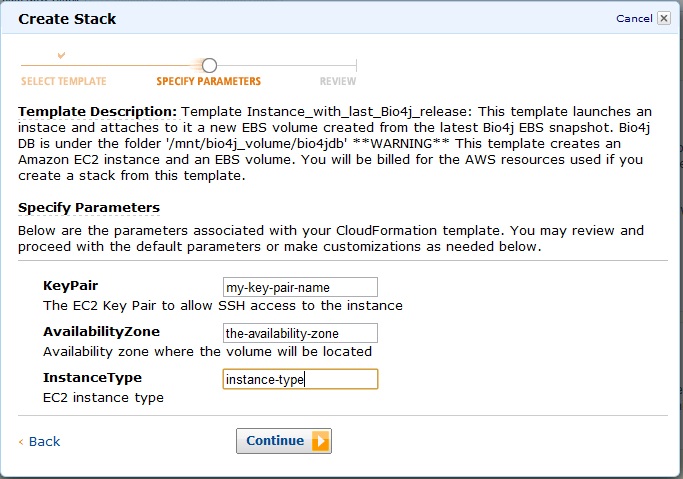 Create Stack
Cancel
SELECT TEMPLATE
SPECIFY PARAMETERS
REVIEW
Template Description: Template Instance_with_last_Bio4j_release: This template launches an
instace and attaches to it a new EBS volume created from the latest Bio4j EBS snapshot. Bio4j
DB is under the folder '/mnt/bio4j_volume/bio4jdb' **WARNING** This template creates an
Amazon EC2 instance and an EBS volume. You will be billed for the AWS resources used if you
create a stack from this template.
Specify Parameters
Below are the parameters associated with your CloudFormation template. You may review and
proceed with the default parameters or make customizations as needed below.
KeyPair
my-key-pair-name
The EC2 Key Pair to allow SSH access to the instance
AvailabilityZone
the-availability-zone
Availability zone where the volume will be located
InstanceType
instance-type
EC2 instance type
‹ Back
Continue